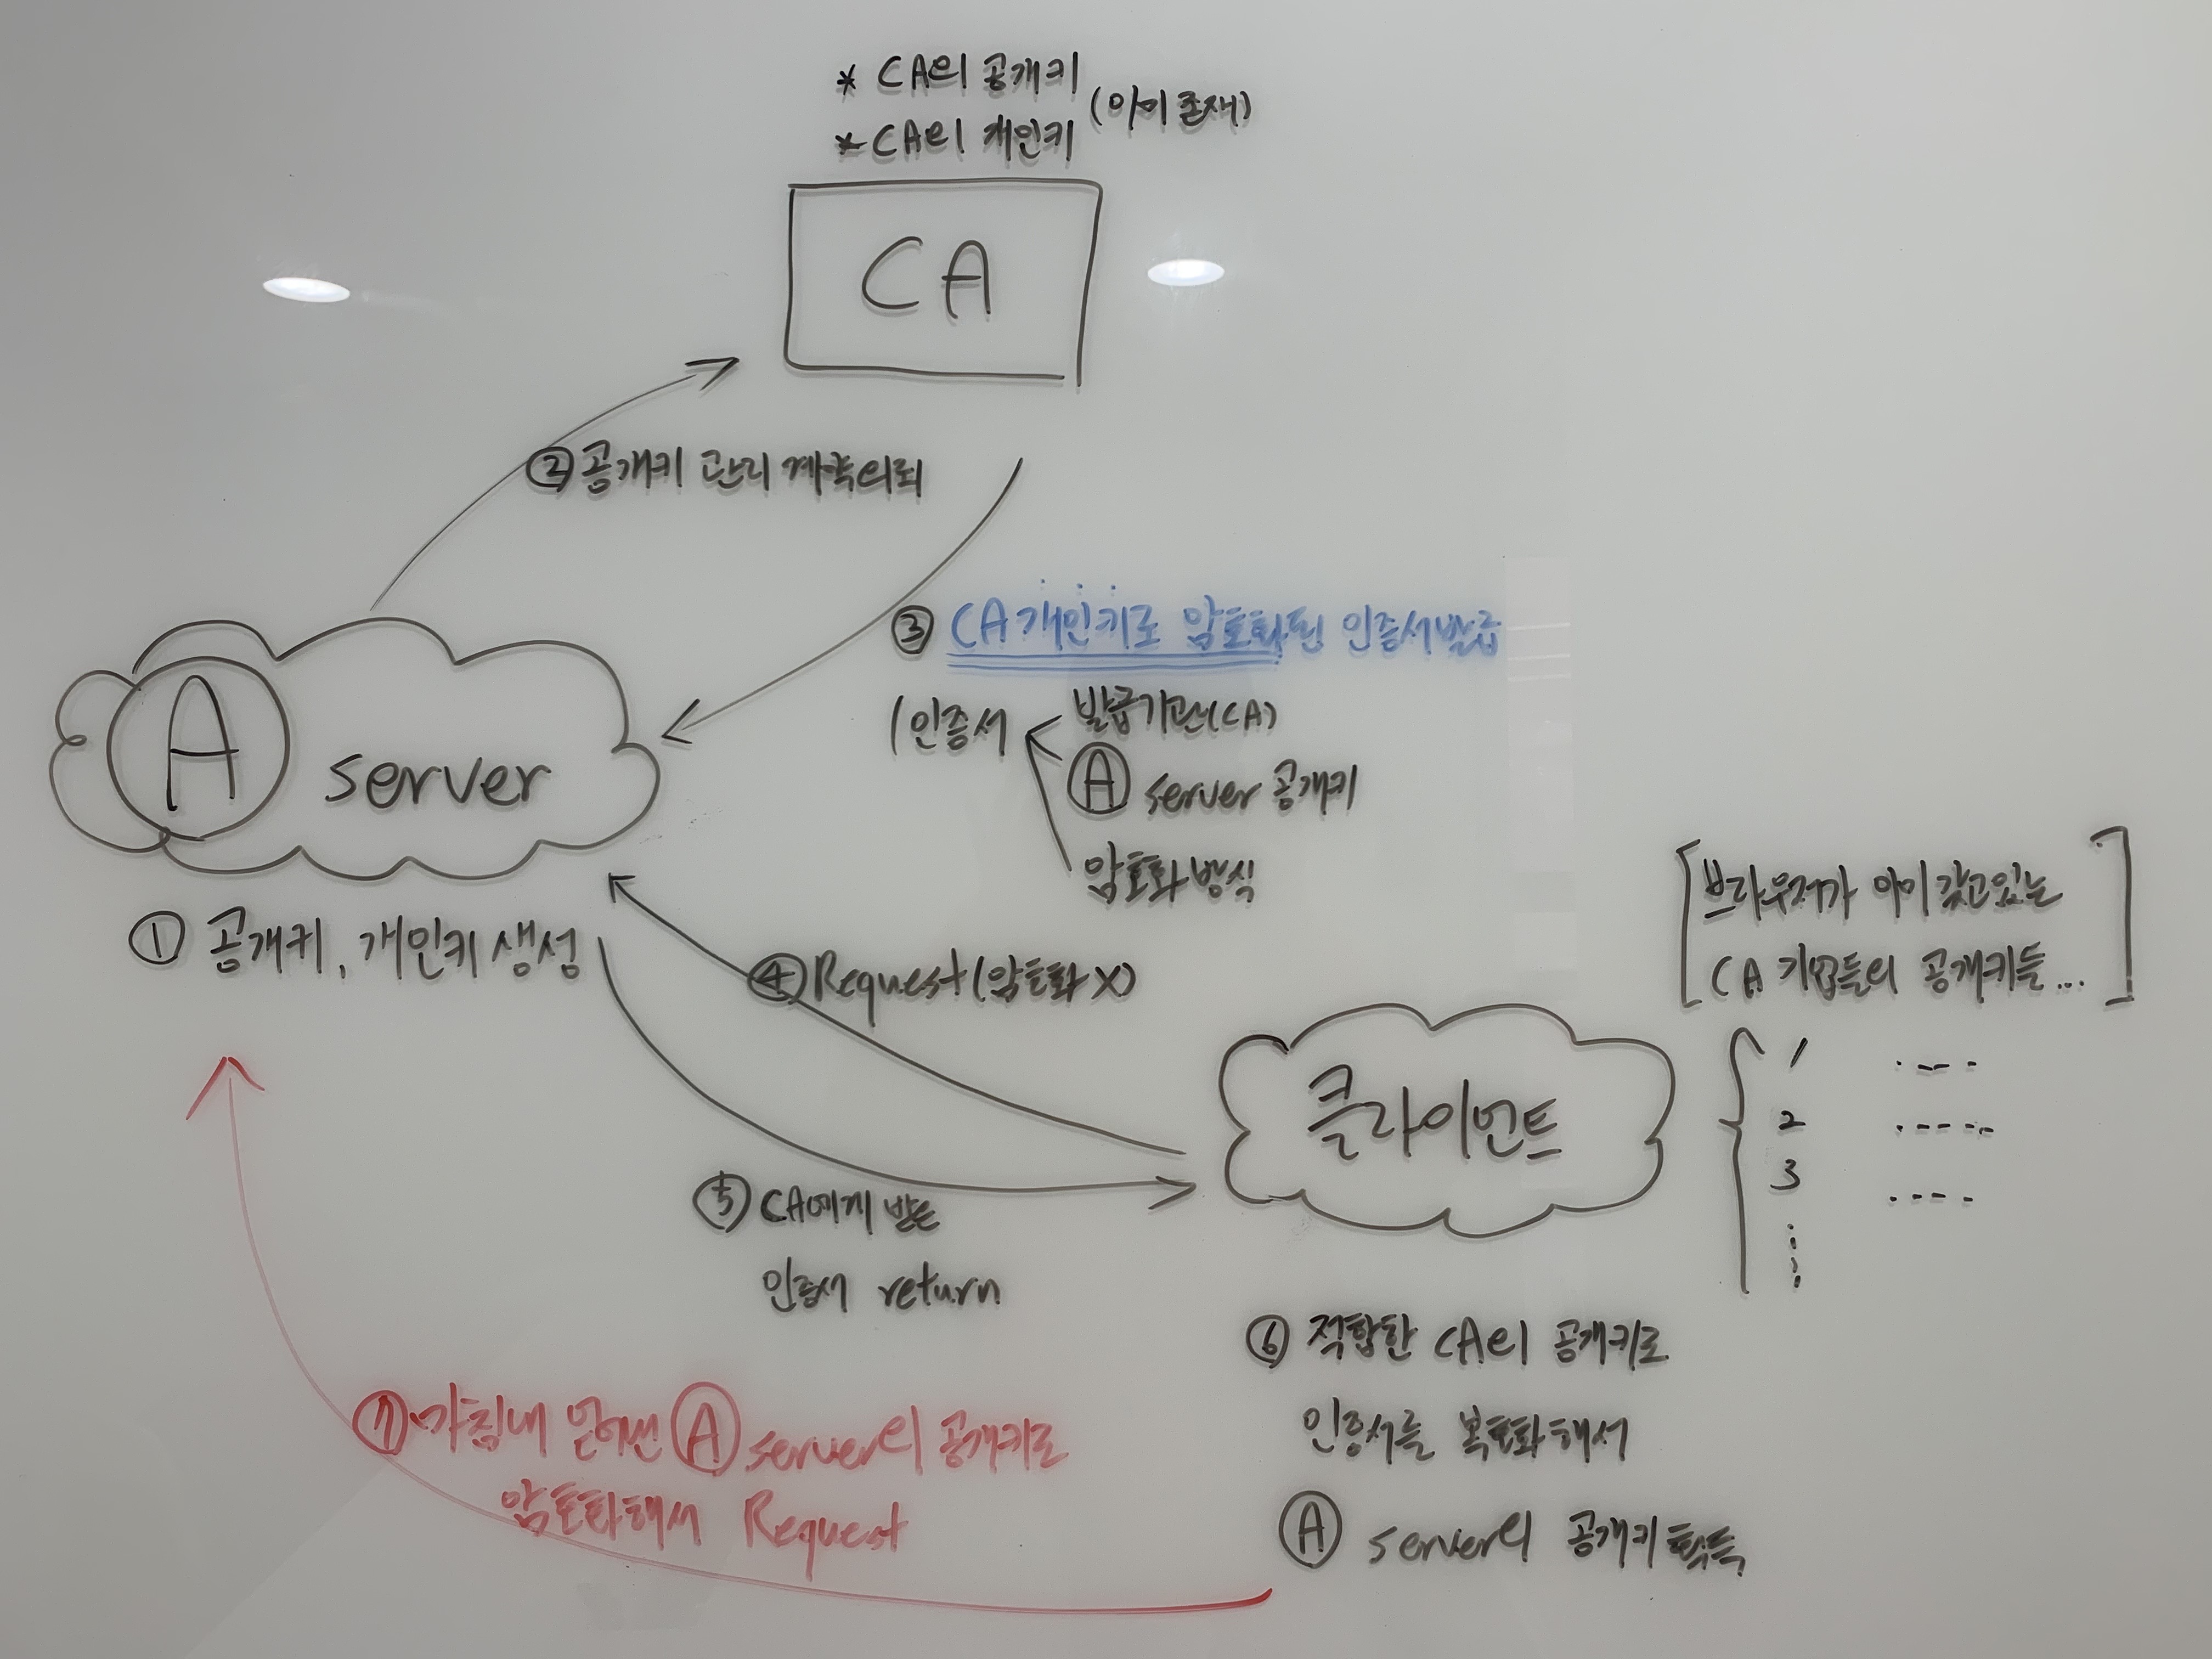 * CA의 공개키
* CA의 개인키
(이미 존재)
CA
② 공개키 관리 계약의뢰
③ CA 개인키로 암호화된 인증서 발급
(인증서
발급기관(CA)
Ⓐ server 공개키
암호화 방식
Ⓐ server
① 공개키, 개인키 생성
④ Request (암호화 X)
[브라우저가 이미 갖고있는
CA 기업들의 공개키들...]
클라이언트
1 ----
2 -----
3 ----
⑤ CA에게 받은
인증서 return
⑥ 적합한 CA의 공개키로
인증서를 복호화해서
Ⓐ server의 공개키 획득
⑦ 마침내 얻어낸 Ⓐ server의 공개키로
암호화해서 Request